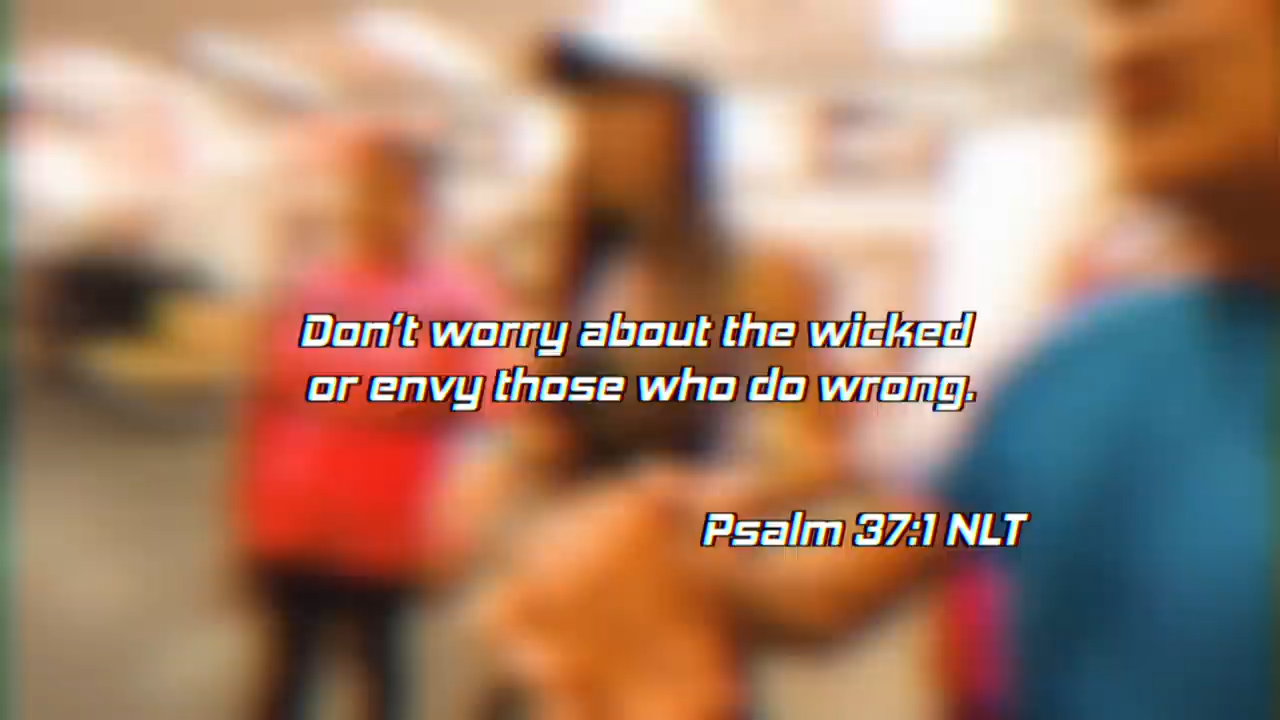 Don't worry about the wicked
or envy those who do wrong.
Psalm 37:1 NLT